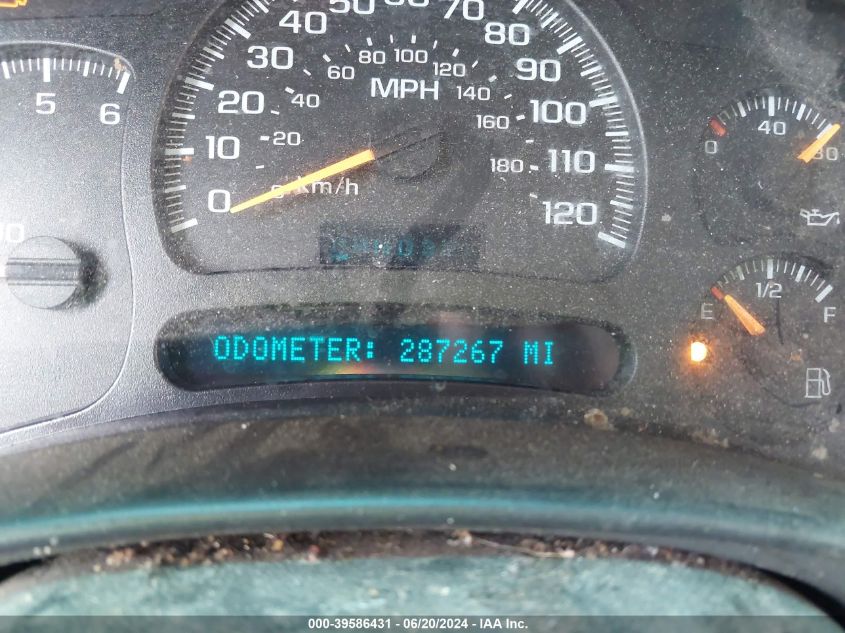 50 60 70
40 80
30 60 80 100 120 90
MPH
20 40 140 100
160
10 20 180 110
0 km/h 120
5 6
0 40 80
1/2
E F
ODOMETER: 287267 MI
000-39586431 - 06/20/2024 - IAA Inc.